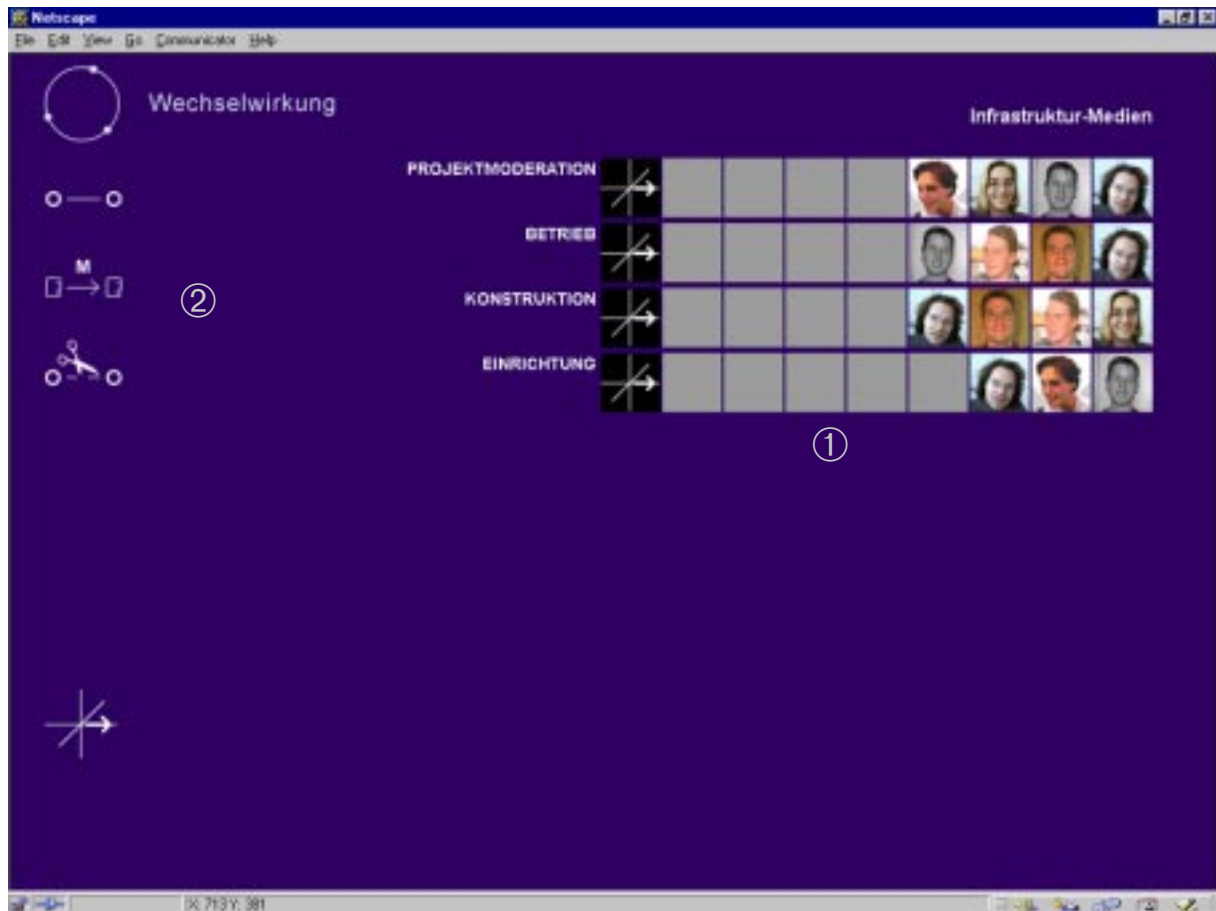 Netscape
File Edit View Go Communicator Help
Wechselwirkung
Infrastruktur-Medien
PROJEKTMODERATION
BETRIEB
M
②
KONSTRUKTION
EINRICHTUNG
①
X: 713 Y: 381